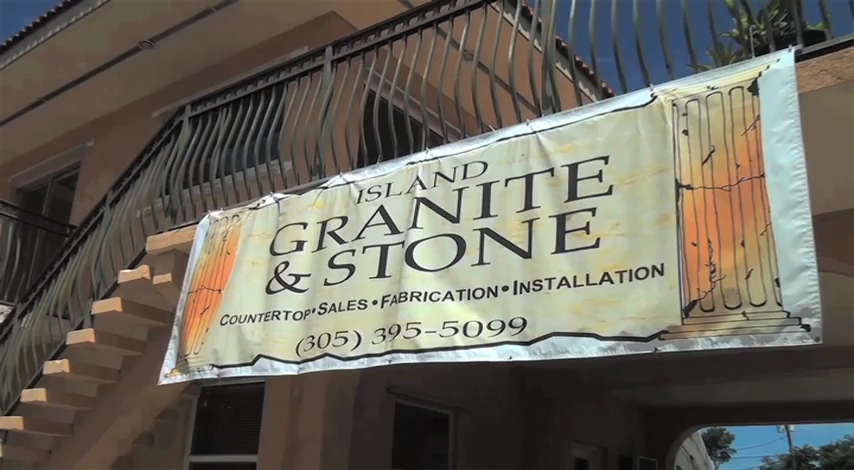 ISLAND
GRANITE
& STONE
COUNTERTOP•SALES•FABRICATION•INSTALLATION
(305) 395-5099